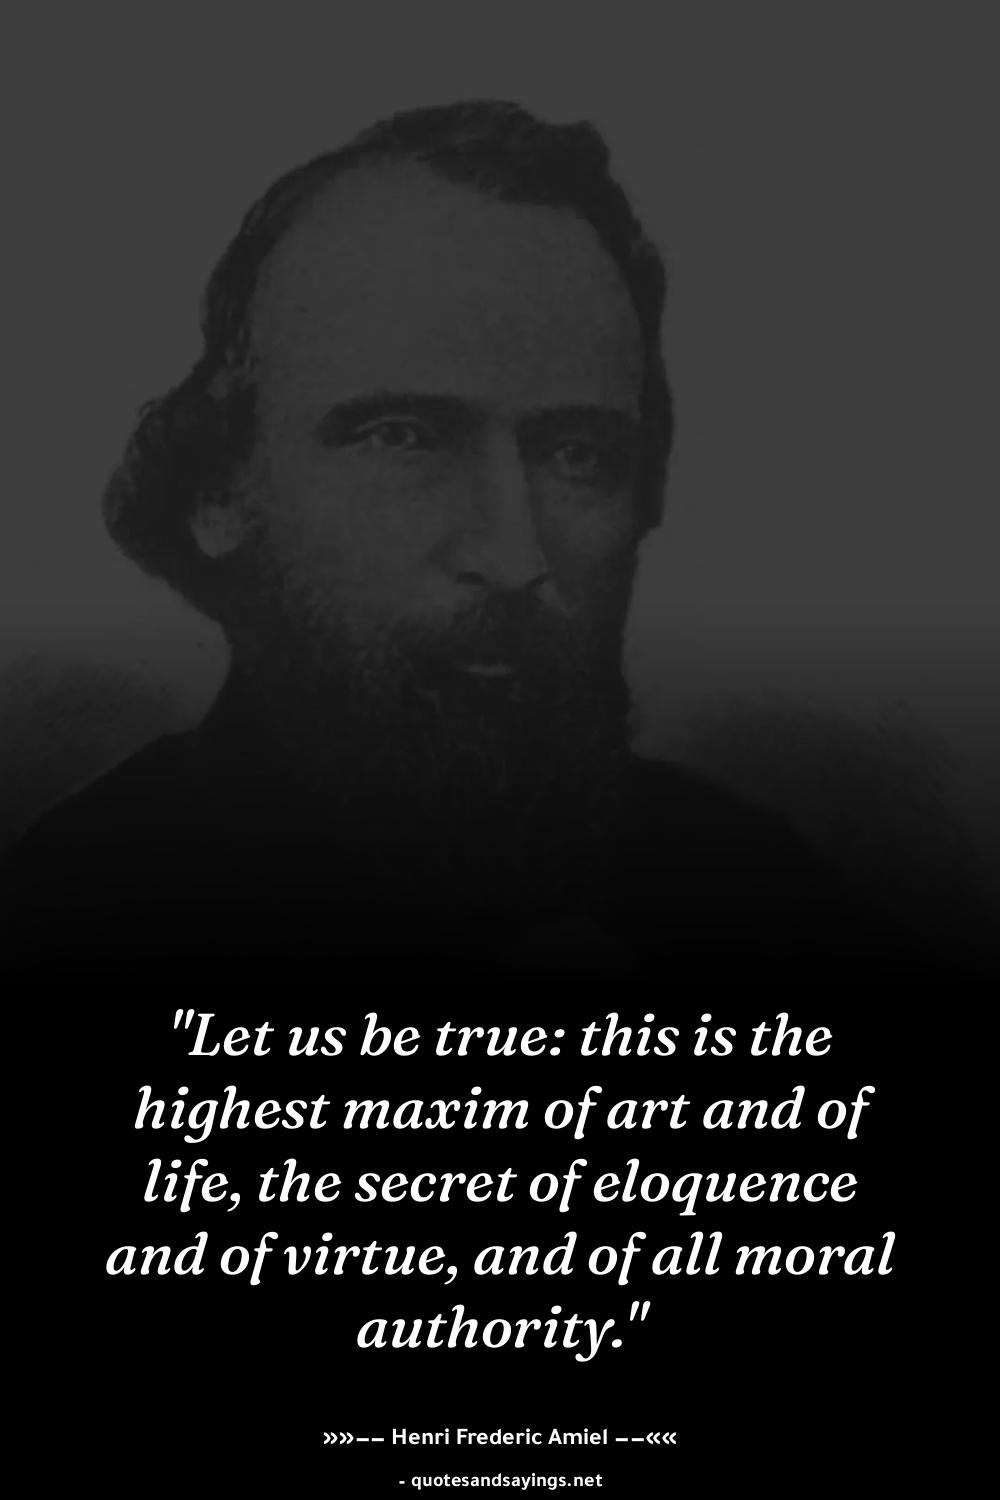 "Let us be true: this is the
highest maxim of art and of
life, the secret of eloquence
and of virtue, and of all moral
authority."
»»–– Henri Frederic Amiel ––««
- quotesandsayings.net